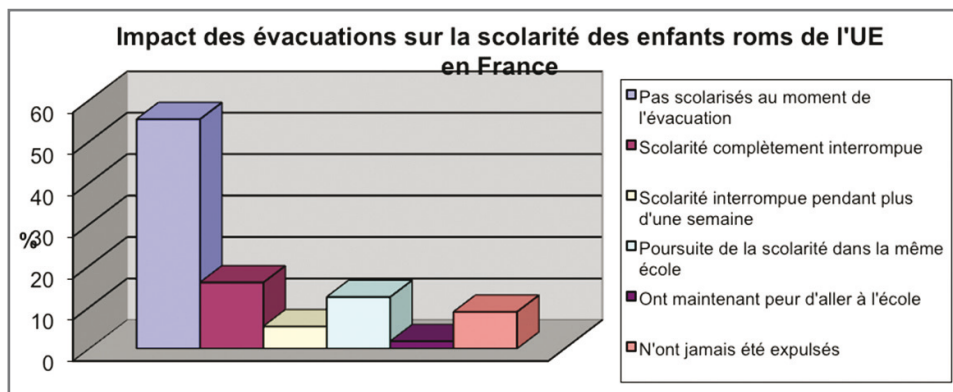 Impact des évacuations sur la scolarité des enfants roms de l'UE
en France
60
50
40
30
20
10
0
%
Pas scolarisés au moment de
l'évacuation
Scolarité complètement interrompue
Scolarité interrompue pendant plus
d'une semaine
Poursuite de la scolarité dans la même
école
Ont maintenant peur d'aller à l'école
N'ont jamais été expulsés